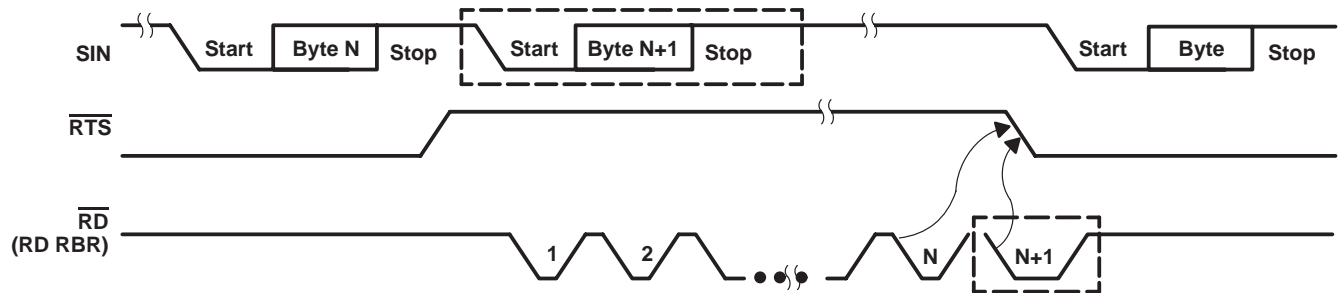 SIN Start Byte N Stop Start Byte N+1 Stop Start Byte Stop
RTS
RD
(RD RBR) 1 2 N N+1